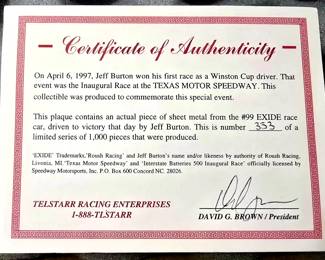 Certificate of Authenticity
On April 6, 1997, Jeff Burton won his first race as a Winston Cup driver. That
event was the Inaugural Race at the TEXAS MOTOR SPEEDWAY. This
collectible was produced to commemorate this special event.
This plaque contains an actual piece of sheet metal from the #99 EXIDE race
car, driven to victory that day by Jeff Burton. This is number 353 of a
limited series of 1,000 pieces that were produced.
'EXIDE' Trademarks, 'Roush Racing' and Jeff Burton's name and/or likeness by authority of Roush Racing,
Livonia, MI. 'Texas Motor Speedway' and 'Interstate Batteries 500 Inaugural Race' officially licensed by
Speedway Motorsports, Inc. P.O. Box 600 Concord NC. 28026.
TELSTARR RACING ENTERPRISES
1-888-TLSTARR
DAVID G. BROWN / President